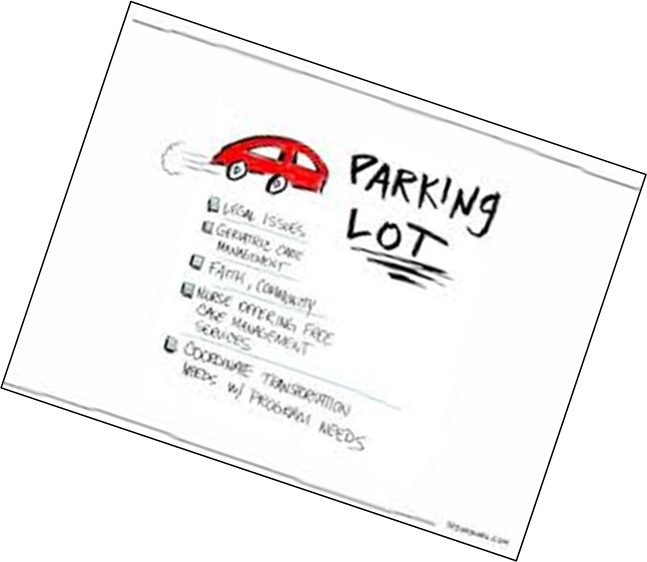 PARKING
LOT
LEGAL ISSUES
GERIATRIC CARE
MANAGEMENT
FAITH, COMMUNITY
NURSE OFFERING FREE
CARE MANAGEMENT
SERVICES
COORDINATE TRANSPORTATION
NEEDS W/ PROGRAM NEEDS